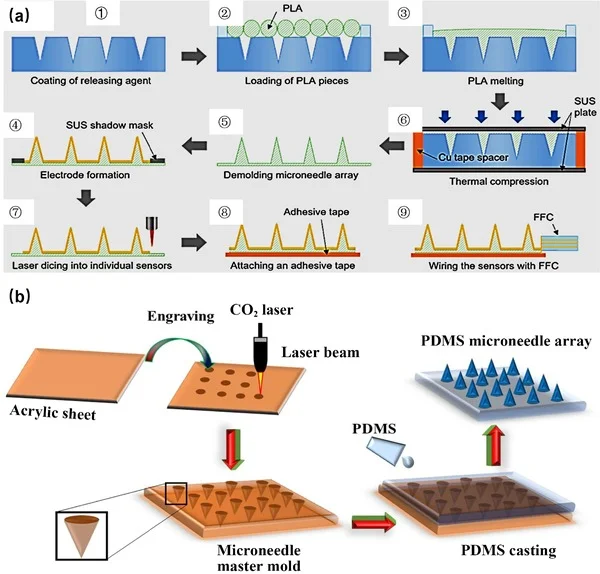 (a)
①
Coating of releasing agent
②
PLA
Loading of PLA pieces
③
PLA melting
④
SUS shadow mask
Electrode formation
⑤
Demolding microneedle array
⑥
SUS
plate
Cu tape spacer
Thermal compression
⑦
Laser dicing into individual sensors
⑧
Adhesive tape
Attaching an adhesive tape
⑨
FFC
Wiring the sensors with FFC
(b)
Engraving
CO₂ laser
Laser beam
Acrylic sheet
Microneedle
master mold
PDMS
PDMS casting
PDMS microneedle array